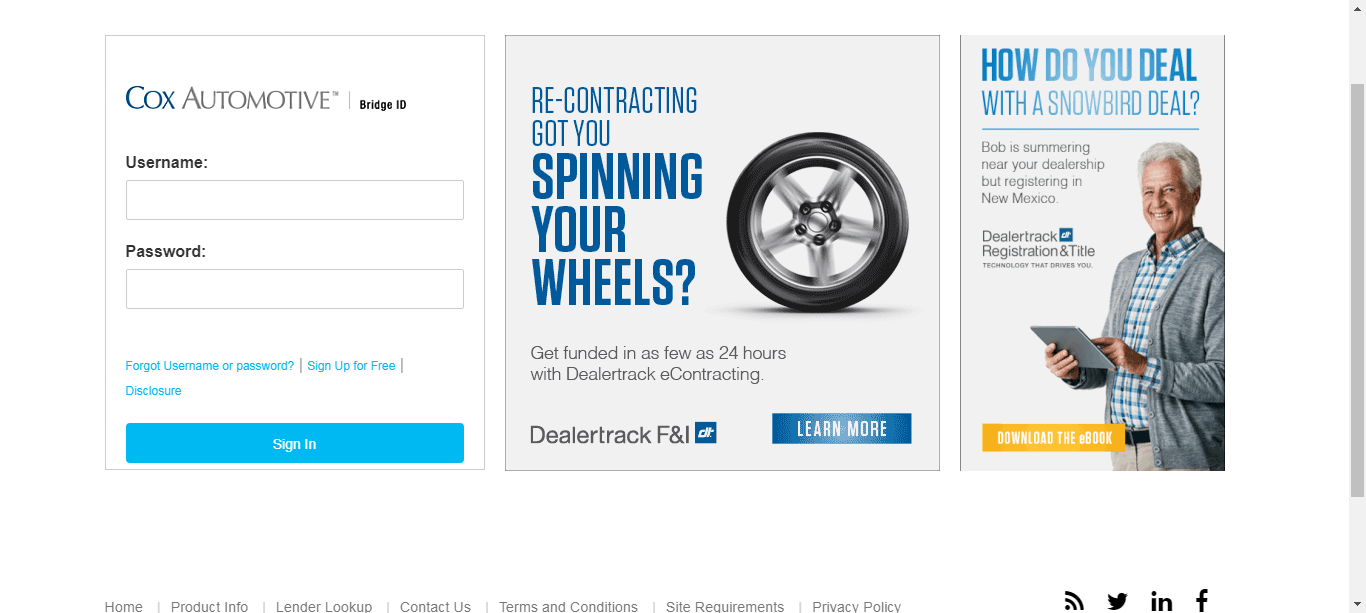 COX AUTOMOTIVE™ | Bridge ID
Username:
Password:
Forgot Username or password? | Sign Up for Free |
Disclosure
Sign In
RE-CONTRACTING
GOT YOU
SPINNING
YOUR
WHEELS?
Get funded in as few as 24 hours
with Dealertrack eContracting.
Dealertrack F&I dt
LEARN MORE
HOW DO YOU DEAL
WITH A SNOWBIRD DEAL?
Bob is summering
near your dealership
but registering in
New Mexico.
Dealertrack dt
Registration&Title
TECHNOLOGY THAT DRIVES YOU.
DOWNLOAD THE eBOOK
Home | Product Info | Lender Lookup | Contact Us | Terms and Conditions | Site Requirements | Privacy Policy